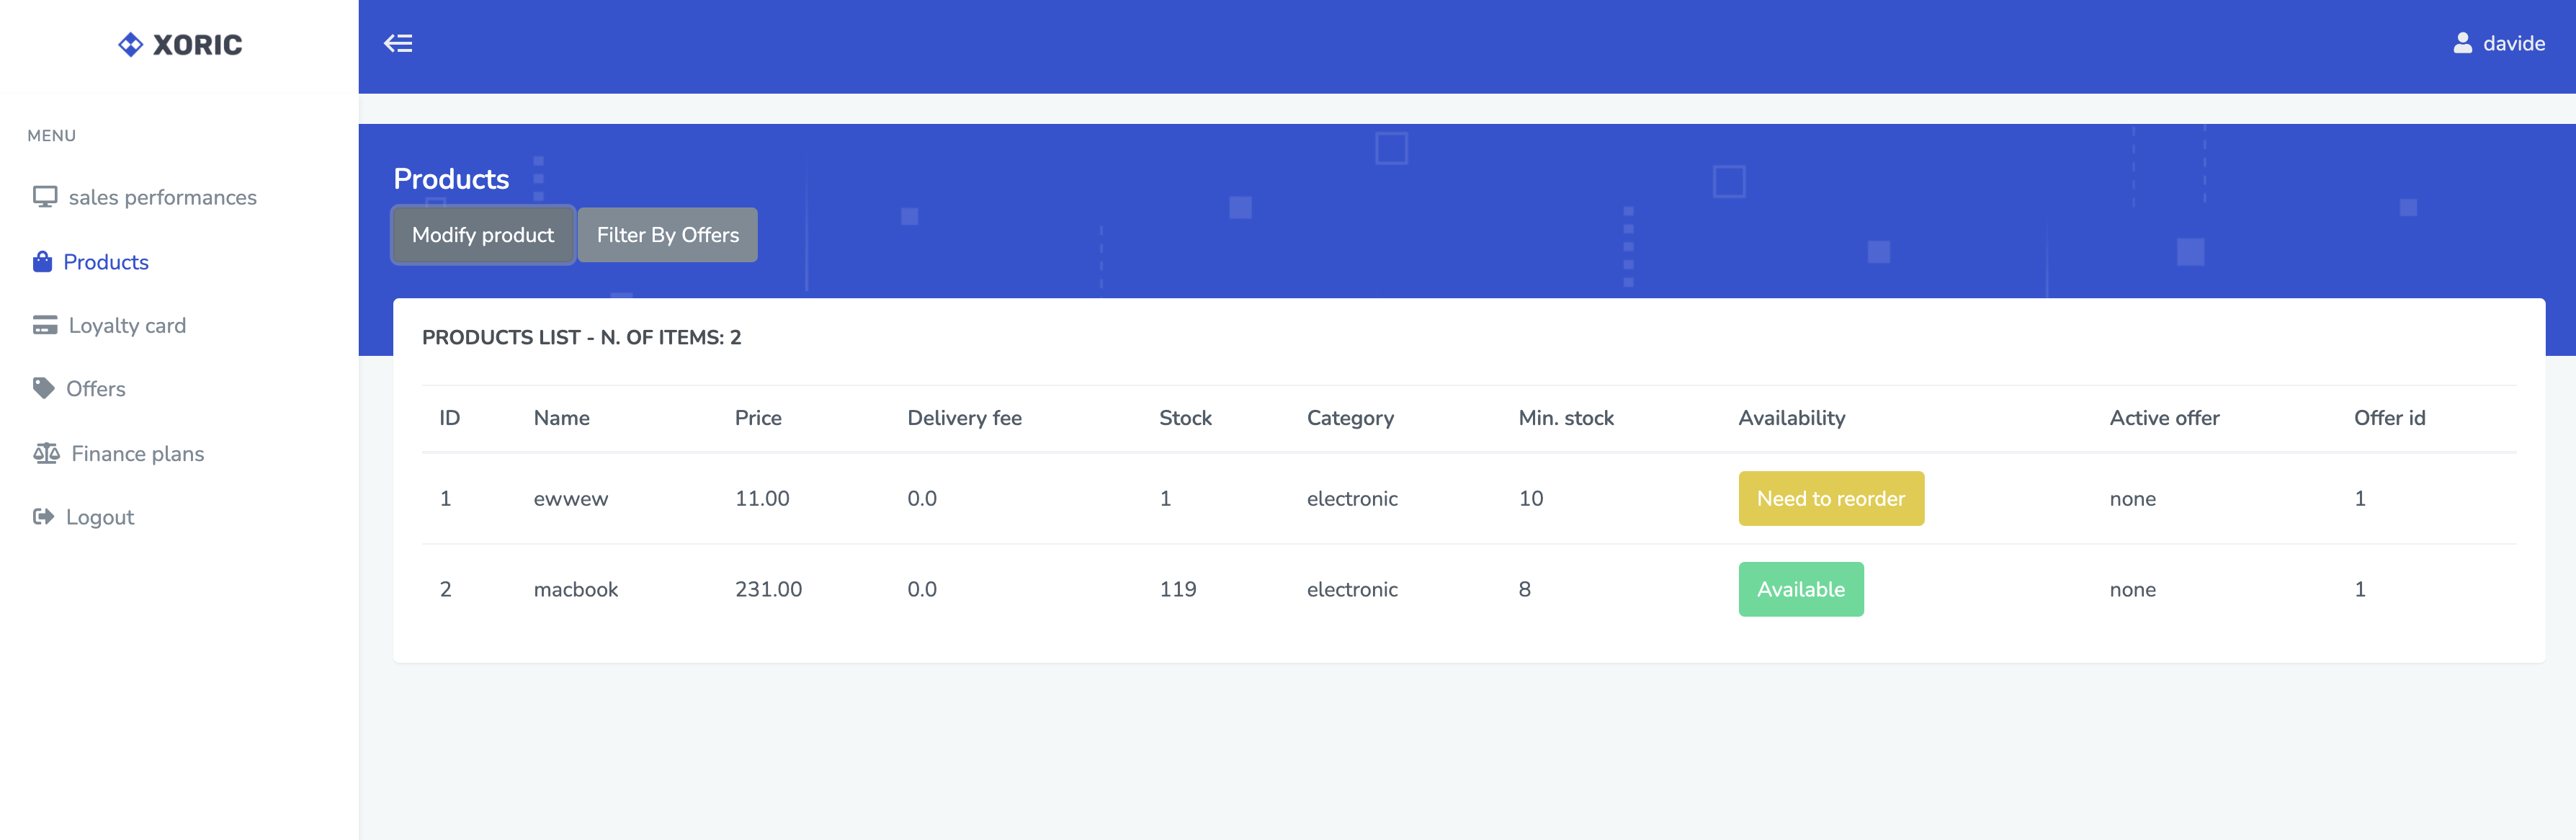 XORIC
davide
MENU
sales performances
Products
Loyalty card
Offers
Finance plans
Logout
Products
Modify product Filter By Offers
PRODUCTS LIST - N. OF ITEMS: 2
ID Name Price Delivery fee Stock Category Min. stock Availability Active offer Offer id
1 ewwew 11.00 0.0 1 electronic 10 Need to reorder none 1
2 macbook 231.00 0.0 119 electronic 8 Available none 1